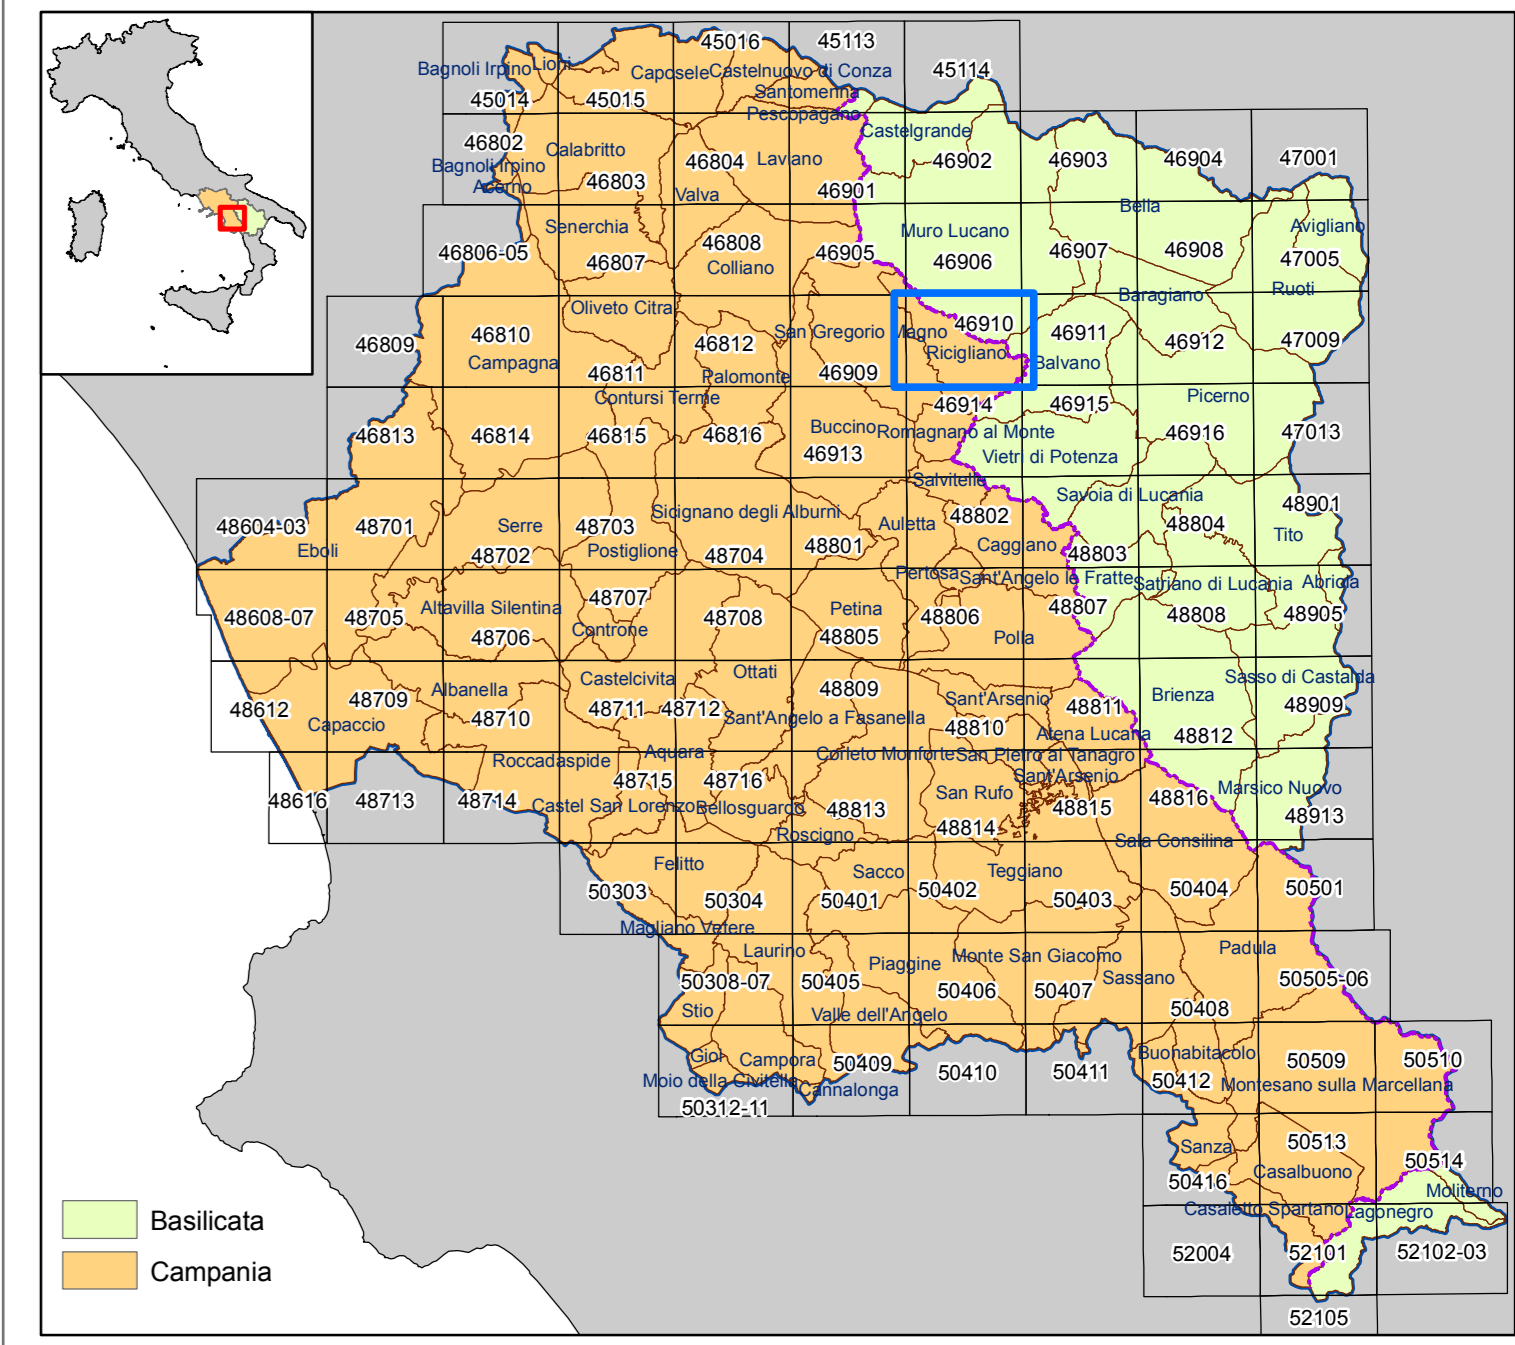 45016
45113
Bagnoli Irpino
Lioni
Caposele
Castelnuovo di Conza
45114
45014
45015
Santomenna
Pescopagano
46802
Calabritto
Castelgrande
Bagnoli Irpino
46804
Laviano
46902
46903
46904
47001
Acerno
46803
Valva
46901
Bella
Senerchia
Muro Lucano
Avigliano
46806-05
46807
46808
Colliano
46905
46906
46907
46908
47005
Oliveto Citra
Baragiano
Ruoti
46809
46810
46812
San Gregorio Magno
46910
46911
46912
47009
Campagna
46811
Palomonte
46909
Ricigliano
Balvano
Contursi Terme
46914
46915
Picerno
46813
46814
46815
46816
Buccino
Romagnano al Monte
46916
47013
46913
Vietri di Potenza
Salvitelle
Savoia di Lucania
48901
48604-03
48701
Serre
48703
Sicignano degli Alburni
Auletta
48802
48804
Tito
Eboli
48702
Postiglione
48704
48801
Caggiano
48803
Pertosa
Sant'Angelo le Fratte
Satriano di Lucania
Abriola
48608-07
48705
Altavilla Silentina
48707
48708
Petina
48806
48807
48808
48905
48706
Controne
48805
Polla
Castelcivita
Ottati
Sasso di Castalda
48612
48709
Albanella
48711
48712
48809
Sant'Arsenio
48811
Brienza
48909
Capaccio
48710
Sant'Angelo a Fasanella
48810
Atena Lucana
48812
Roccadaspide
Aquara
Corleto Monforte
San Pietro al Tanagro
48715
48716
Sant'Arsenio
48616
48713
48714
Castel San Lorenzo
Bellosguardo
48813
San Rufo
48815
48816
Marsico Nuovo
Roscigno
48814
48913
Sala Consilina
Felitto
Sacco
Teggiano
50303
50304
50401
50402
50403
50404
50501
Magliano Vetere
Laurino
Piaggine
Monte San Giacomo
Padula
50308-07
50405
50406
50407
Sassano
50505-06
Stio
Valle dell'Angelo
50408
Gioi
Campora
50409
50410
50411
Buonabitacolo
50509
50510
Moio della Civitella
Cannalonga
50412
Montesano sulla Marcellana
50312-11
Sanza
50513
50416
Casalbuono
50514
Moliterno
Casaletto Spartano
Lagonegro
52004
52101
52102-03
52105
Basilicata
Campania